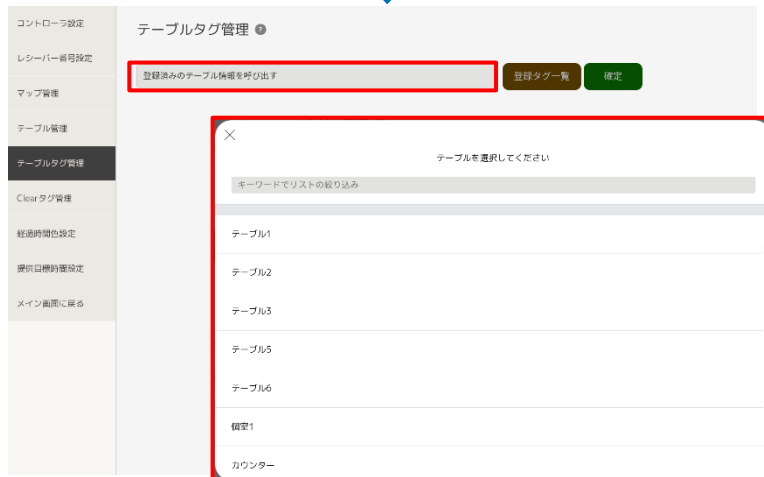 コントローラ設定
レシーバー番号設定
マップ管理
テーブル管理
テーブルタグ管理
Clearタグ管理
経過時間色設定
提供目標時間設定
メイン画面に戻る
テーブルタグ管理 ?
登録済みのテーブル情報を呼び出す
登録タグ一覧
確定
×
テーブルを選択してください
キーワードでリストの絞り込み
テーブル1
テーブル2
テーブル3
テーブル5
テーブル6
個室1
カウンター